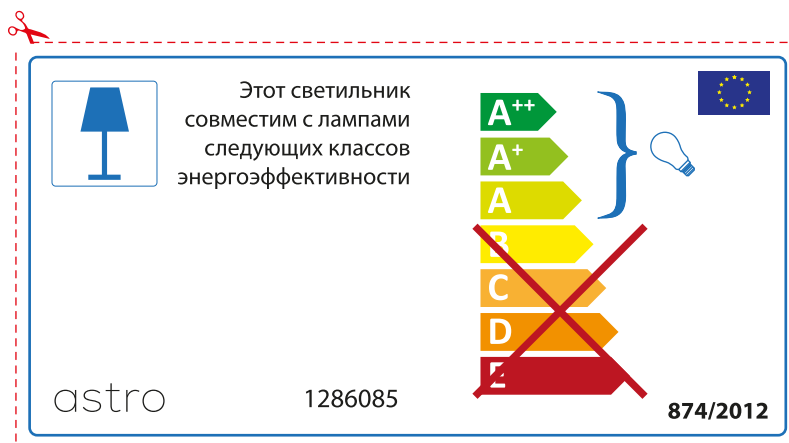 Этот светильник
совместим с лампами
следующих классов
энергоэффективности
A++
A+
A
B
C
D
E
astro
1286085
874/2012